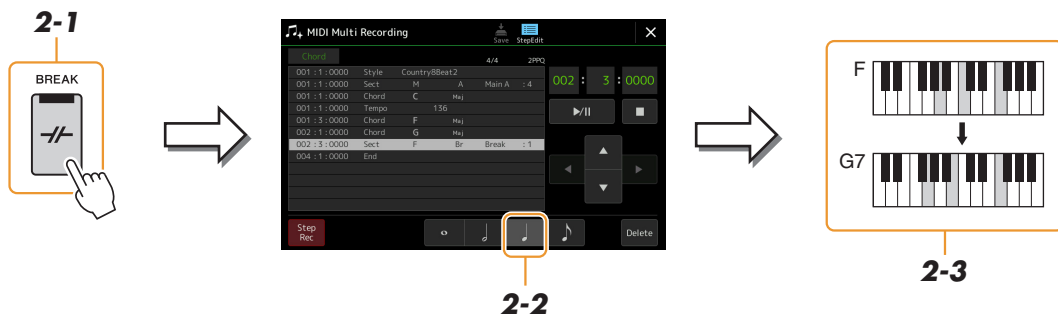 2-1
BREAK
MIDI Multi Recording
Save
StepEdit
Chord
4/4 2PPQ
001 : 1 : 0000 Style Country8Beat2
001 : 1 : 0000 Sect M A Main A : 4
001 : 1 : 0000 Chord C Maj
001 : 1 : 0000 Tempo 136
001 : 3 : 0000 Chord F Maj
002 : 1 : 0000 Chord G Maj
002 : 3 : 0000 Sect F Br Break : 1
004 : 1 : 0000 End
002 : 3 : 0000
Step
Rec
Delete
2-2
F
G7
2-3